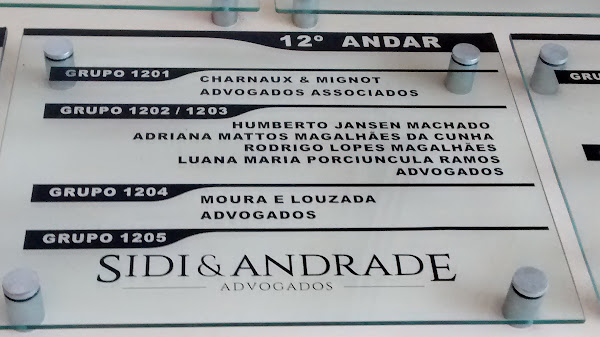 12º ANDAR
GRUPO 1201
CHARNAUX & MIGNOT
ADVOGADOS ASSOCIADOS
GRUPO 1202 / 1203
HUMBERTO JANSEN MACHADO
ADRIANA MATTOS MAGALHÃES DA CUNHA
RODRIGO LOPES MAGALHÃES
LUANA MARIA PORCIUNCULA RAMOS
ADVOGADOS
GRUPO 1204
MOURA E LOUZADA
ADVOGADOS
GRUPO 1205
SIDI & ANDRADE
ADVOGADOS